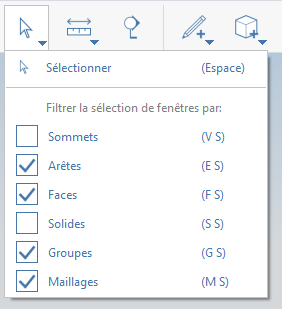 Sélectionner (Espace)
Filtrer la sélection de fenêtres par:
Sommets (V S)
Arêtes (E S)
Faces (F S)
Solides (S S)
Groupes (G S)
Maillages (M S)